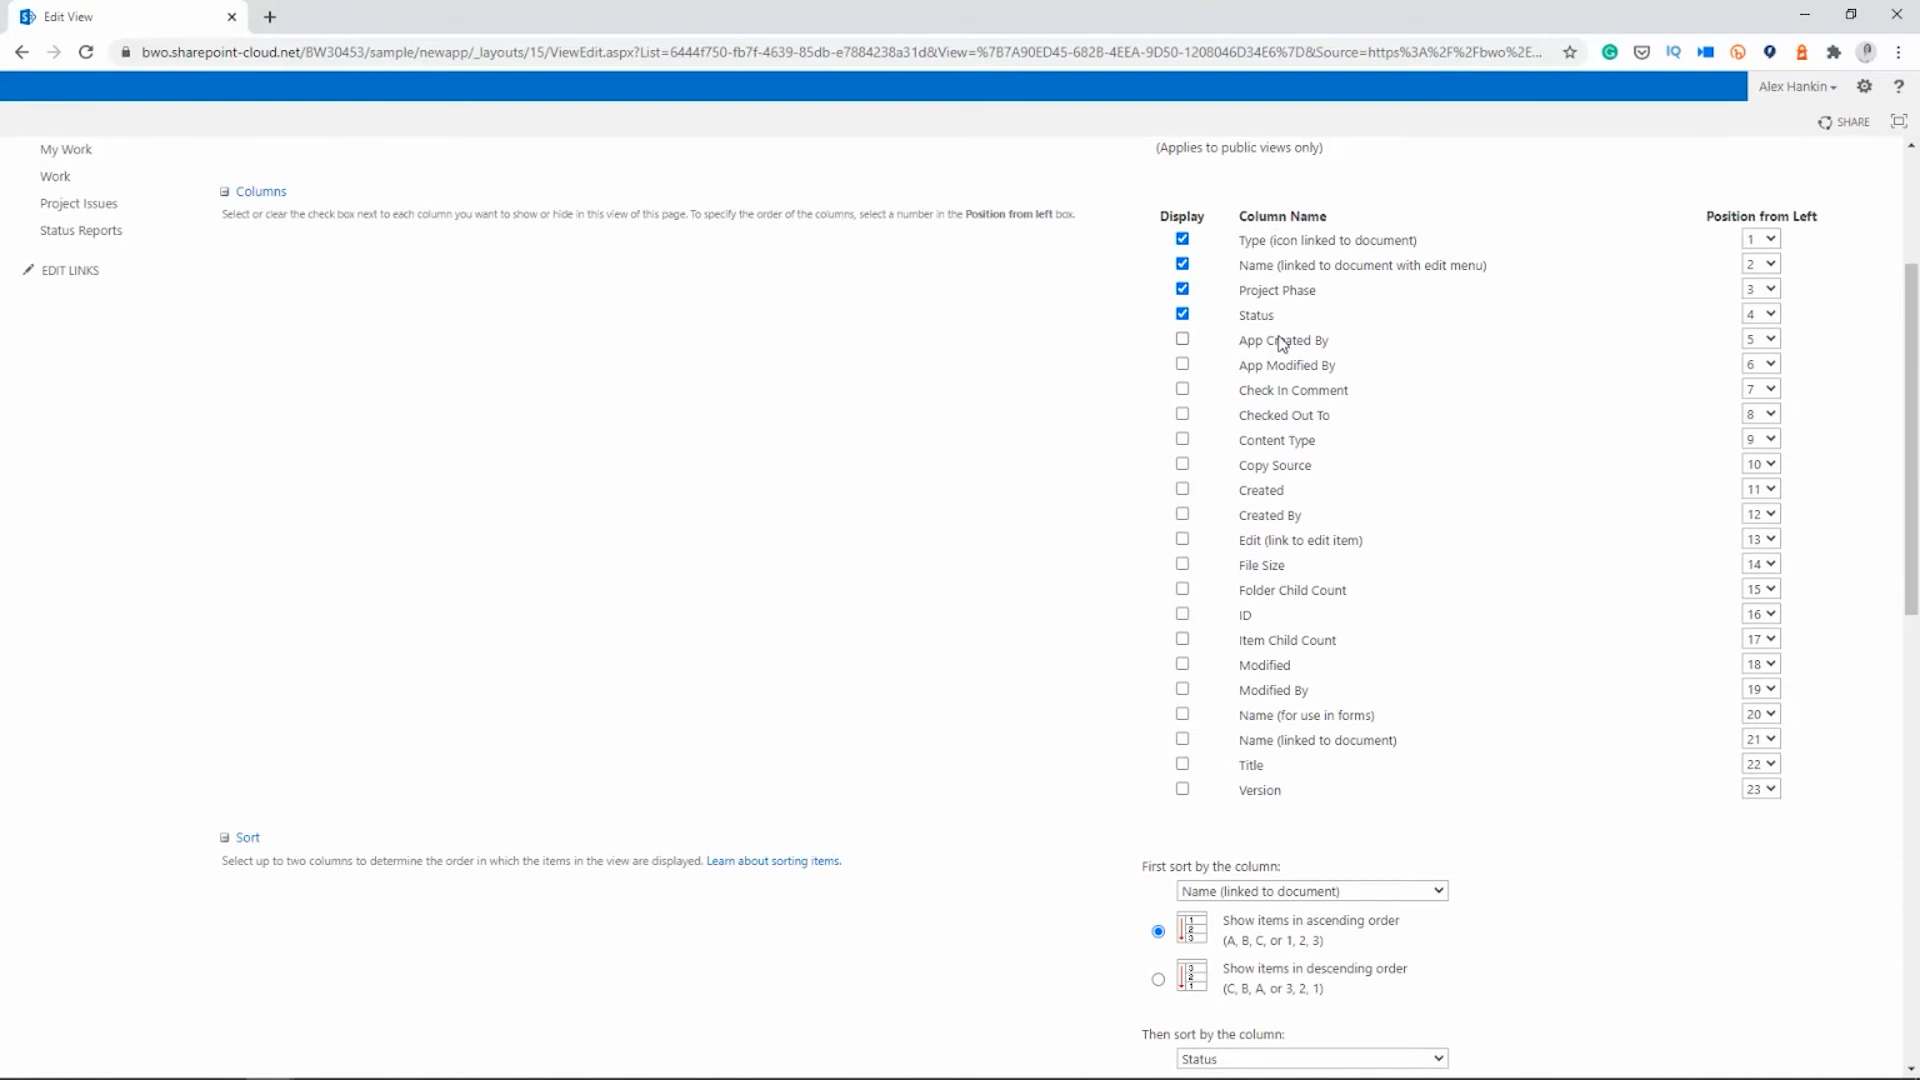 Edit View
bwo.sharepoint-cloud.net/BW30453/sample/newapp/_layouts/15/ViewEdit.aspx?List=6444f750-fb7f-4639-85db-e7884238a31d&View=%7B7A90ED45-682B-4EEA-9D50-1208046D34E6%7D&Source=https%3A%2F%2Fbwo%2E...
Alex Hankin
SHARE
My Work
Work
Project Issues
Status Reports
EDIT LINKS
(Applies to public views only)
Columns
Select or clear the check box next to each column you want to show or hide in this view of this page. To specify the order of the columns, select a number in the Position from left box.
Display Column Name Position from Left
Type (icon linked to document) 1
Name (linked to document with edit menu) 2
Project Phase 3
Status 4
App Created By 5
App Modified By 6
Check In Comment 7
Checked Out To 8
Content Type 9
Copy Source 10
Created 11
Created By 12
Edit (link to edit item) 13
File Size 14
Folder Child Count 15
ID 16
Item Child Count 17
Modified 18
Modified By 19
Name (for use in forms) 20
Name (linked to document) 21
Title 22
Version 23
Sort
Select up to two columns to determine the order in which the items in the view are displayed. Learn about sorting items.
First sort by the column:
Name (linked to document)
Show items in ascending order
(A, B, C, or 1, 2, 3)
Show items in descending order
(C, B, A, or 3, 2, 1)
Then sort by the column:
Status